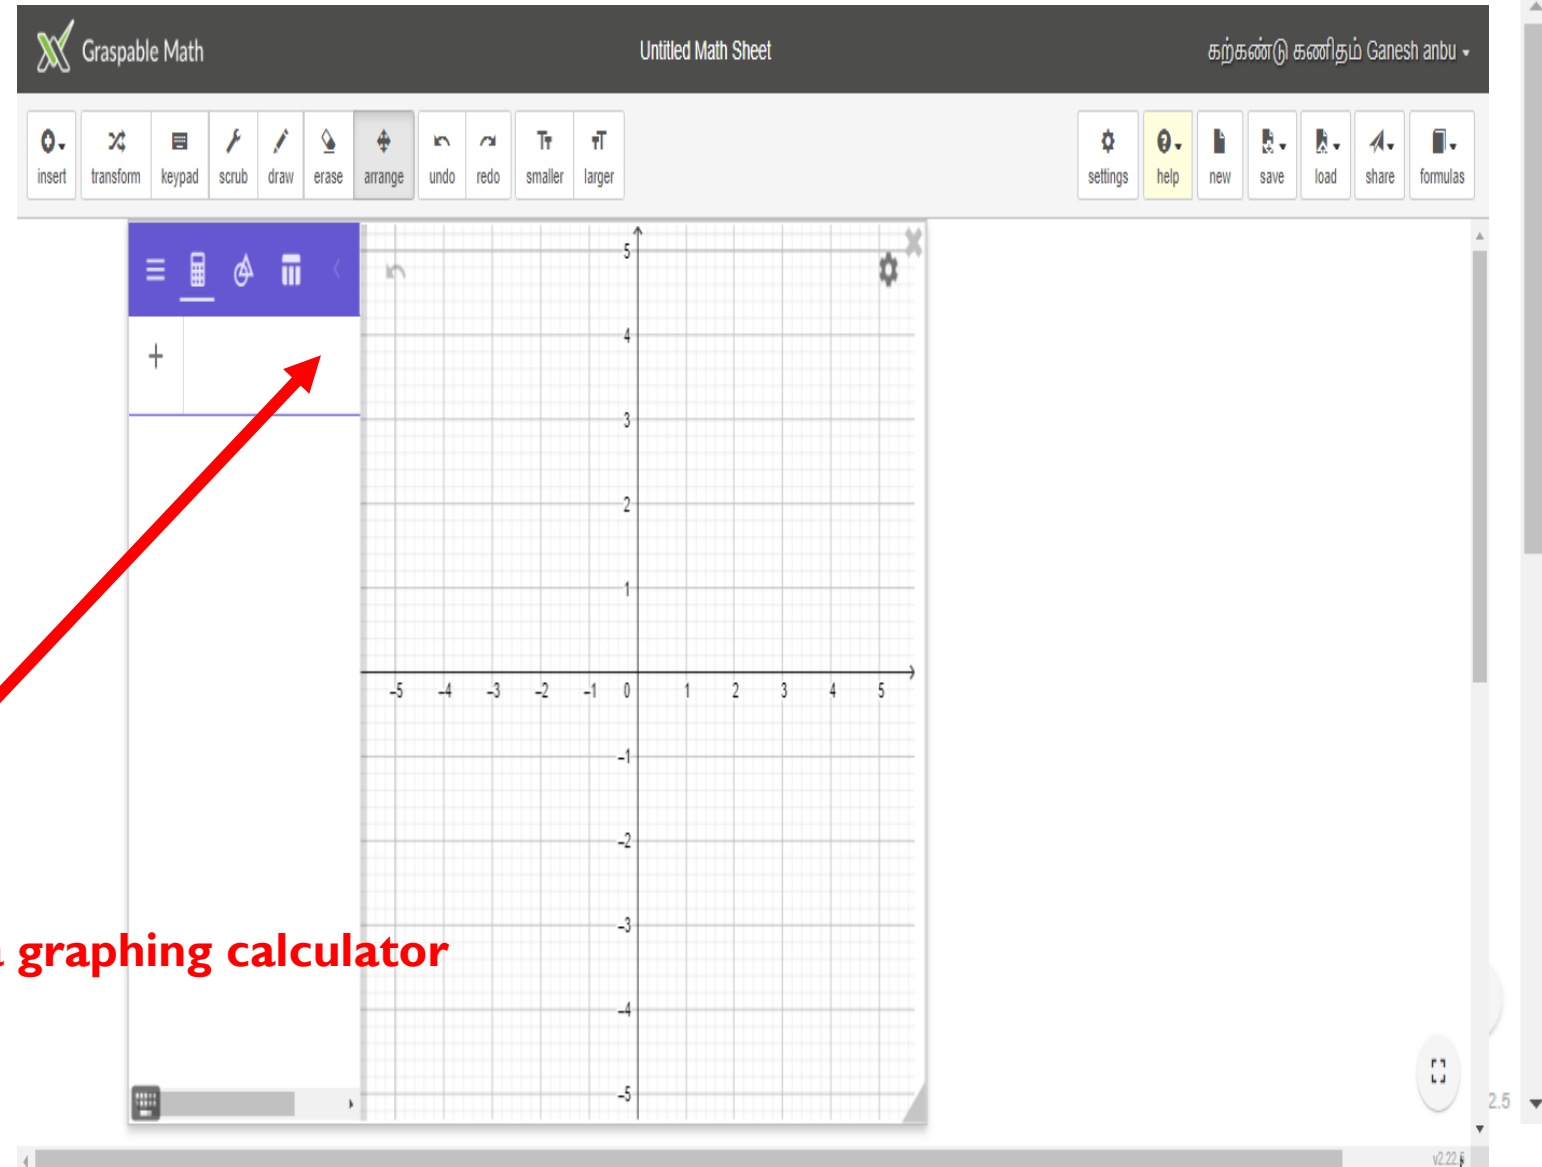 Graspable Math
Untitled Math Sheet
கற்கண்டு கணிதம் Ganesh anbu
insert transform keypad scrub draw erase arrange undo redo smaller larger
settings help new save load share formulas
5
4
3
2
1
-5 -4 -3 -2 -1 0 1 2 3 4 5
-1
-2
-3
graphing calculator
-4
-5
2.5